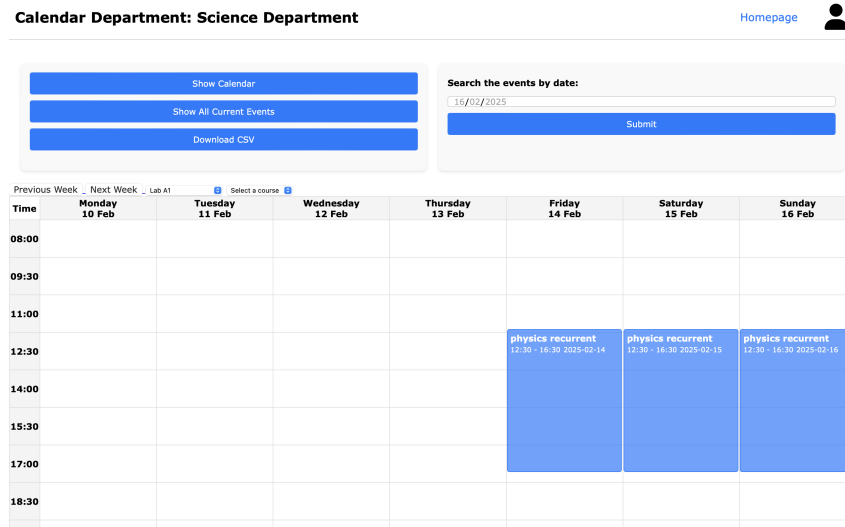 Calendar Department: Science Department
Homepage
Show Calendar
Show All Current Events
Download CSV
Search the events by date:
16/02/2025
Submit
Previous Week _ Next Week _ Lab A1 Select a course
Time Monday Tuesday Wednesday Thursday Friday Saturday Sunday
10 Feb 11 Feb 12 Feb 13 Feb 14 Feb 15 Feb 16 Feb
08:00
09:30
11:00
physics recurrent physics recurrent physics recurrent
12:30 - 16:30 2025-02-14 12:30 - 16:30 2025-02-15 12:30 - 16:30 2025-02-16
12:30
14:00
15:30
17:00
18:30